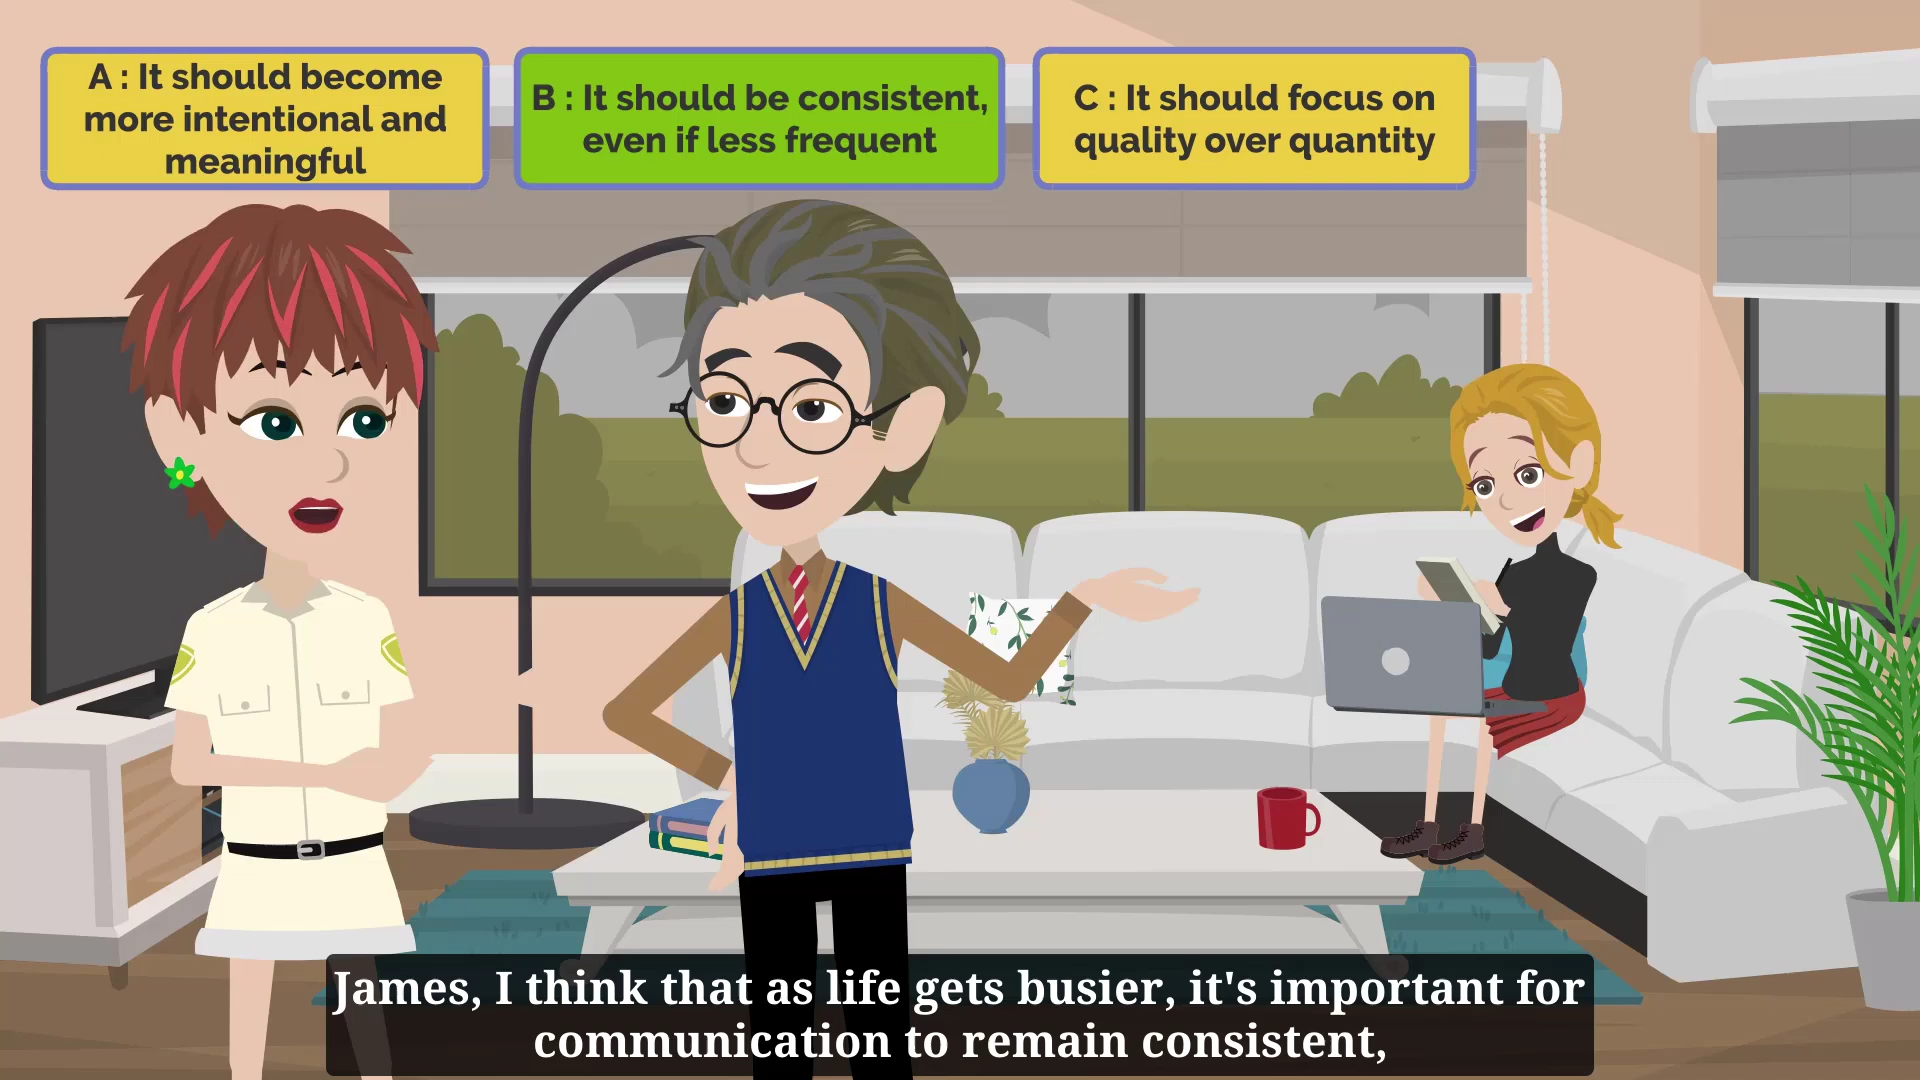 A : It should become
more intentional and
meaningful
B : It should be consistent,
even if less frequent
C : It should focus on
quality over quantity
James, I think that as life gets busier, it's important for
communication to remain consistent,